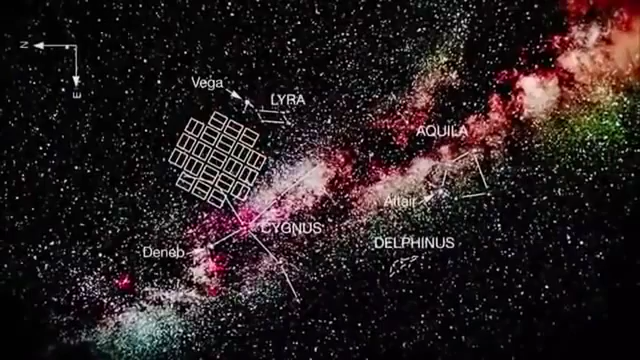 N
E
Vega
LYRA
AQUILA
Altair
CYGNUS
DELPHINUS
Deneb